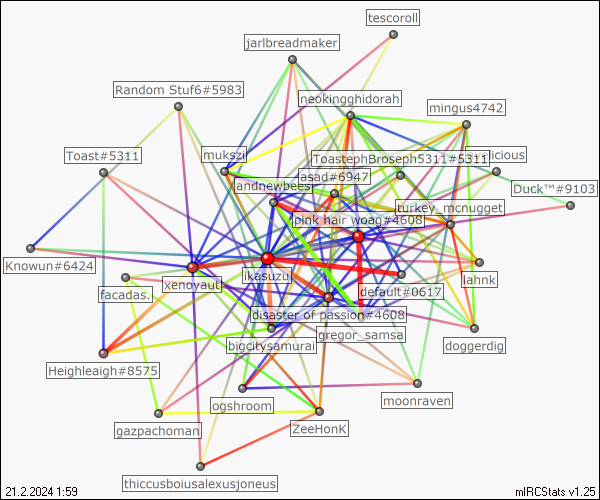 tescoroll
jarlbreadmaker
Random Stuf6#5983
neokingghidorah
mingus4742
Toast#5311
mukszi
ToastephBroseph5311#5311
licious
asad#6947
andnewbees
Duck™#9103
turkey_mcnugget
pink hair woag#4608
Knowun#6424
xenovaut
ikasuzu
default#0617
lahnk
facadas.
disaster of passion#4608
gregor_samsa
bigcitysamurai
doggerdig
Heighleigh#8575
moonraven
ogshroom
gazpachoman
ZeeHonK
thiccusboiusalexusjoneus
21.2.2024 1:59
mIRCStats v1.25